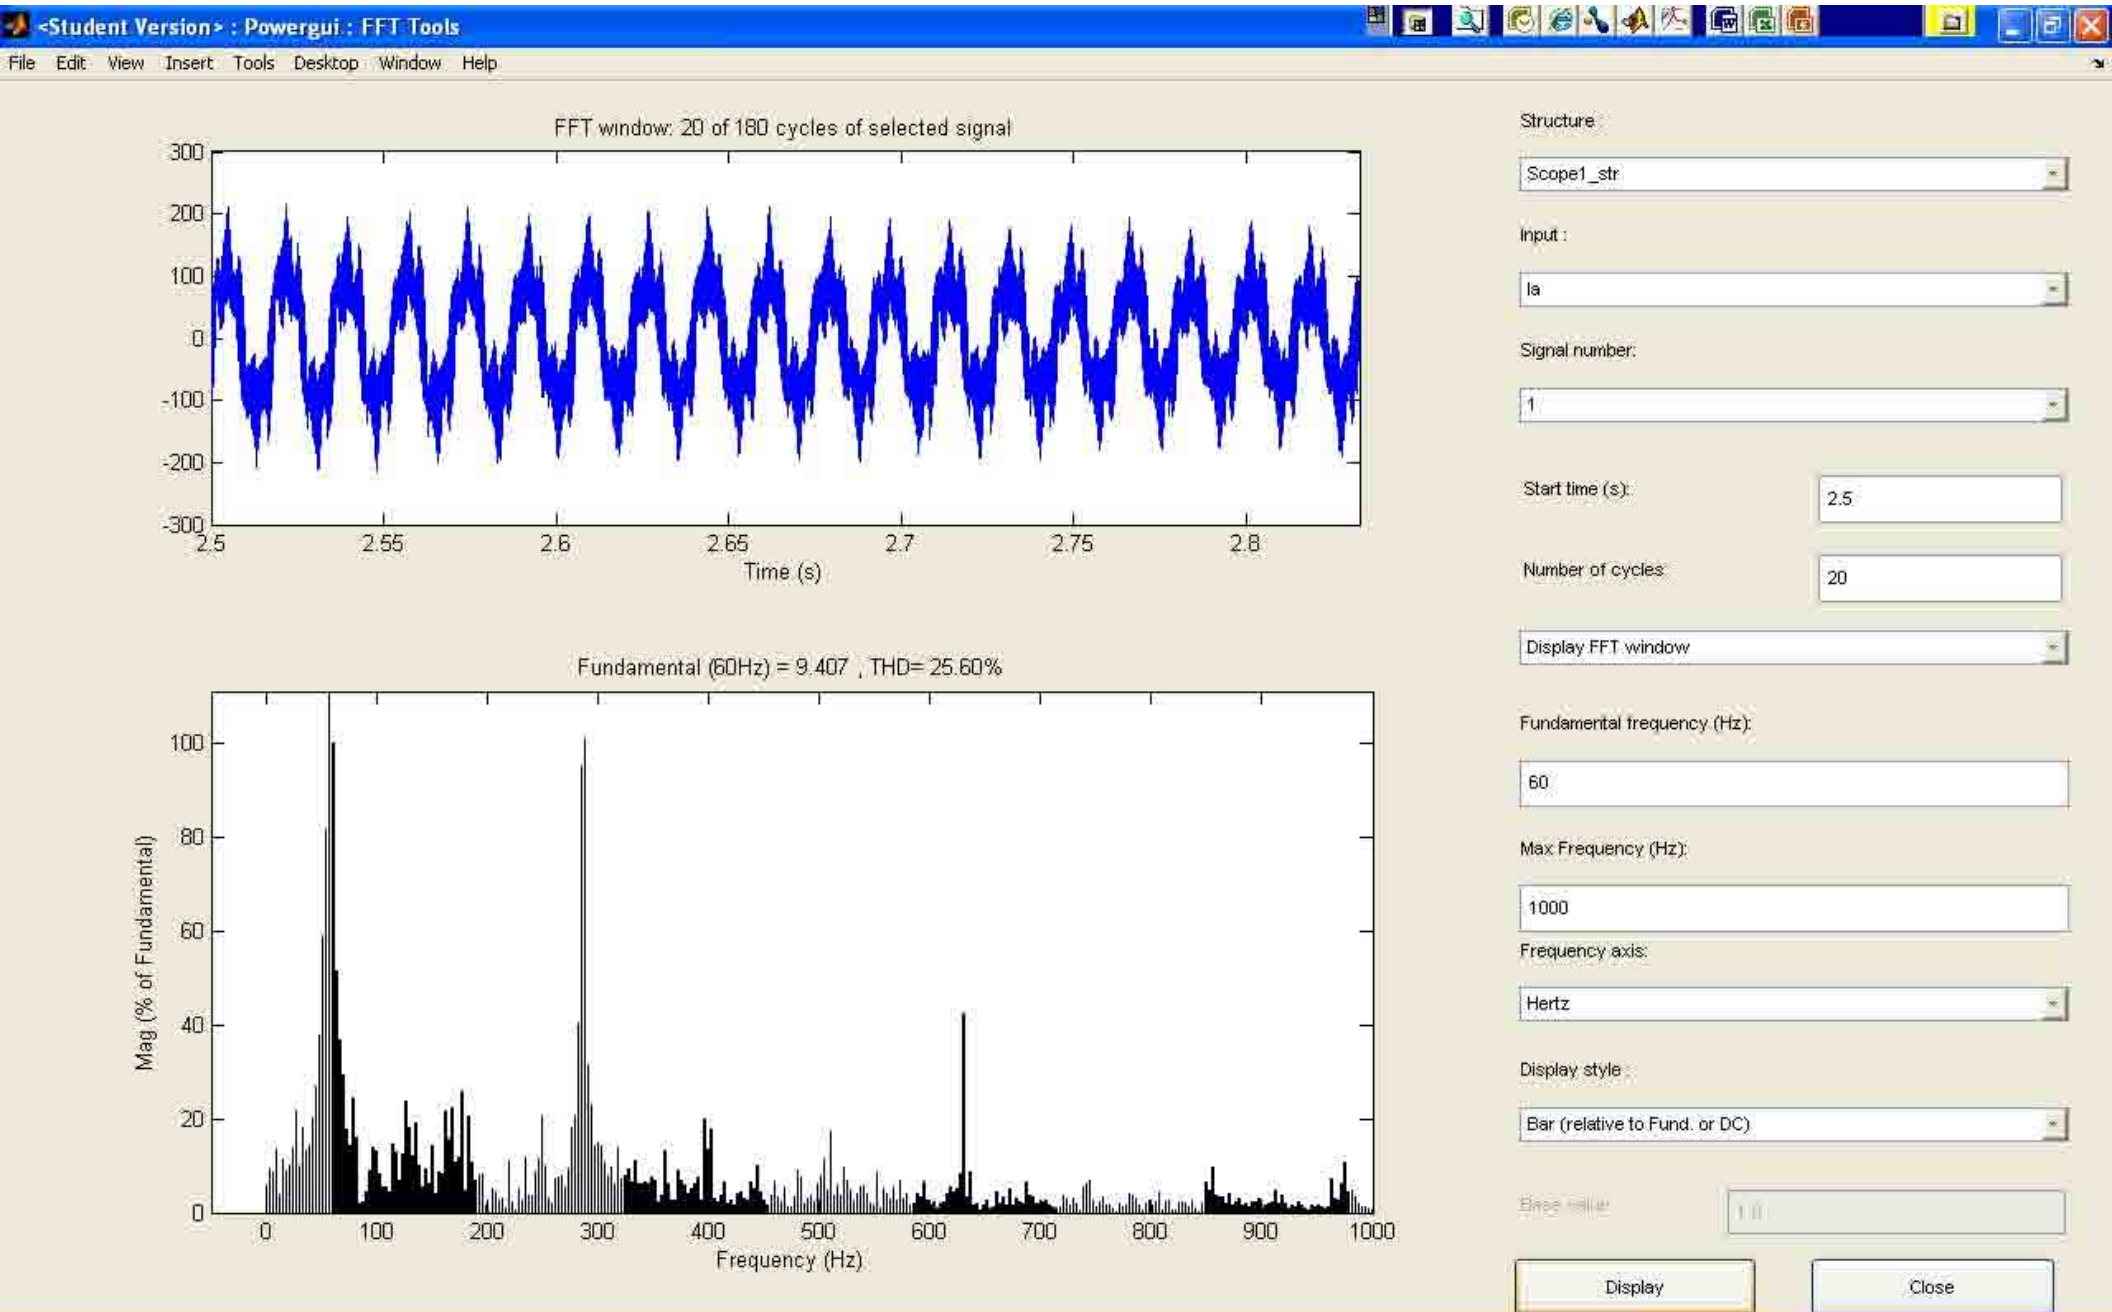 <Student Version> : Powergui : FFT Tools
File Edit View Insert Tools Desktop Window Help
FFT window: 20 of 180 cycles of selected signal
300
200
100
0
-100
-200
-300
2.5 2.55 2.6 2.65 2.7 2.75 2.8
Time (s)
Fundamental (60Hz) = 9.407 , THD= 25.60%
Mag (% of Fundamental)
100
80
60
40
20
0
0 100 200 300 400 500 600 700 800 900 1000
Frequency (Hz)
Structure :
Scope1_str
Input :
Ia
Signal number:
1
Start time (s):
2.5
Number of cycles:
20
Display FFT window
Fundamental frequency (Hz):
60
Max Frequency (Hz):
1000
Frequency axis:
Hertz
Display style :
Bar (relative to Fund. or DC)
Base value:
1.0
Display
Close